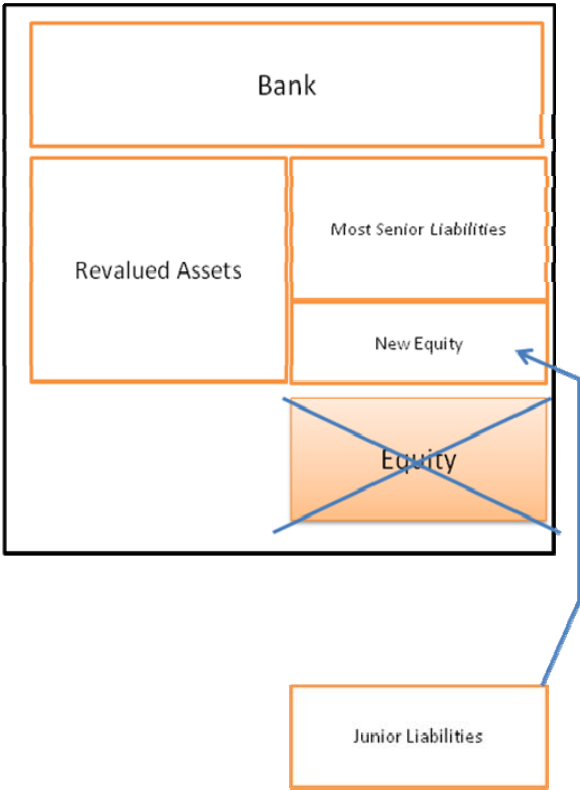 Bank
Revalued Assets
Most Senior Liabilities
New Equity
Equity
Junior Liabilities